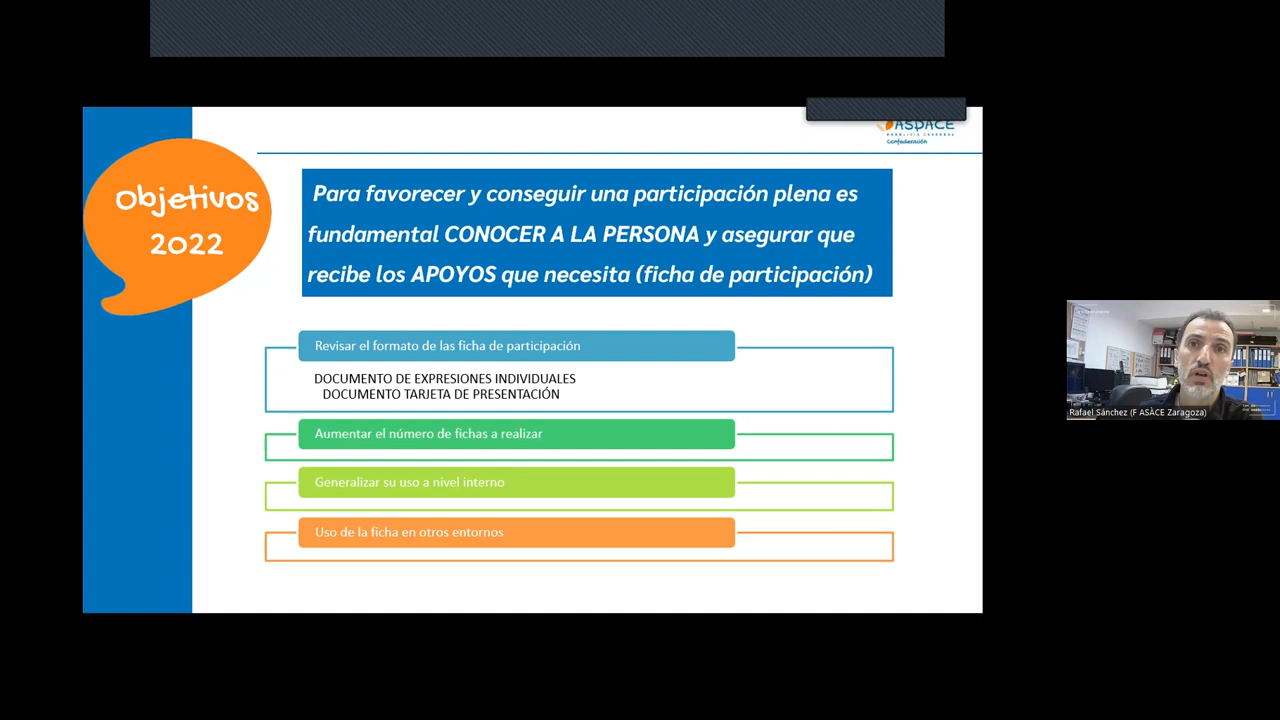 ASPACE
Confederación
Objetivos
2022
Para favorecer y conseguir una participación plena es
fundamental CONOCER A LA PERSONA y asegurar que
recibe los APOYOS que necesita (ficha de participación)
Revisar el formato de las ficha de participación
DOCUMENTO DE EXPRESIONES INDIVIDUALES
DOCUMENTO TARJETA DE PRESENTACIÓN
Aumentar el número de fichas a realizar
Generalizar su uso a nivel interno
Uso de la ficha en otros entornos
Rafael Sánchez (F ASÀCE Zaragoza)